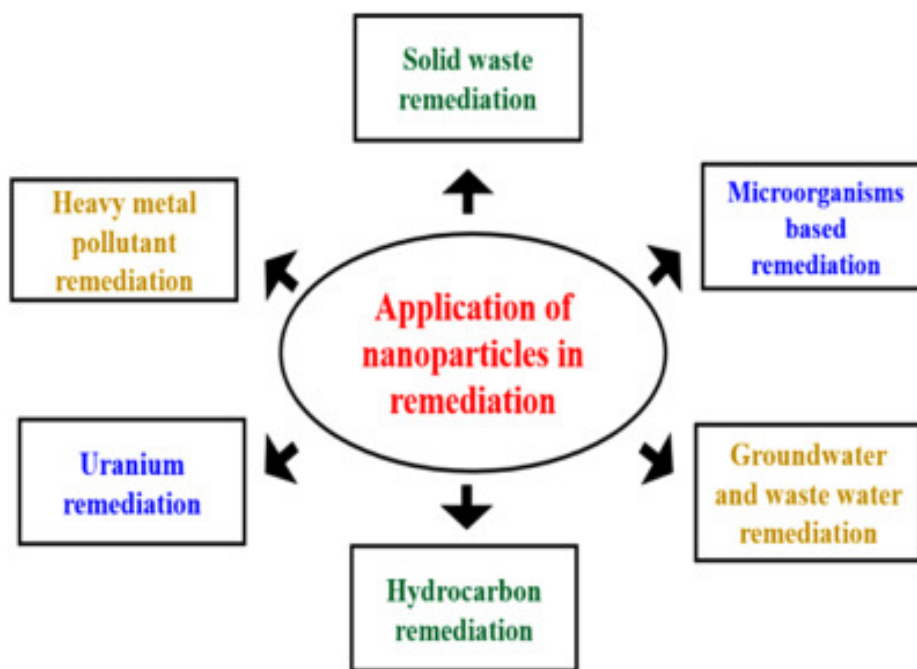 Solid waste
remediation
Heavy metal
pollutant
remediation
Microorganisms
based
remediation
Application of
nanoparticles in
remediation
Uranium
remediation
Groundwater
and waste water
remediation
Hydrocarbon
remediation